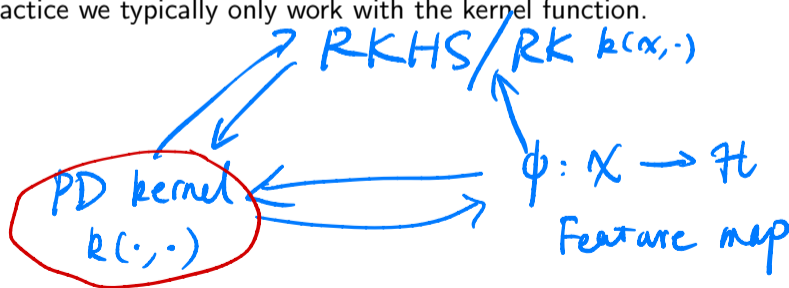 actice we typically only work with the kernel function.
RKHS/RK k(x,·)
PD kernel
k(·,·)
φ: X → H
Feature map